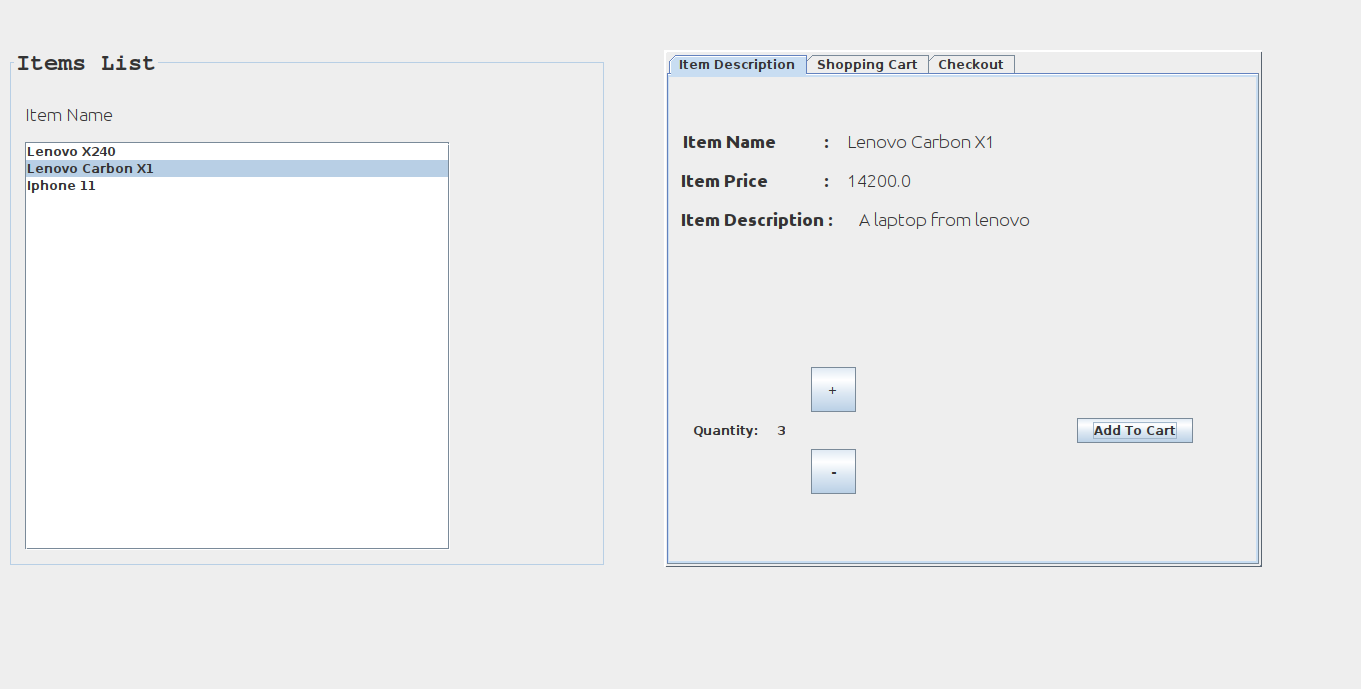 Items List
Item Name
Lenovo X240
Lenovo Carbon X1
Iphone 11
Item Description Shopping Cart Checkout
Item Name : Lenovo Carbon X1
Item Price : 14200.0
Item Description : A laptop from lenovo
+
Quantity: 3
-
Add To Cart